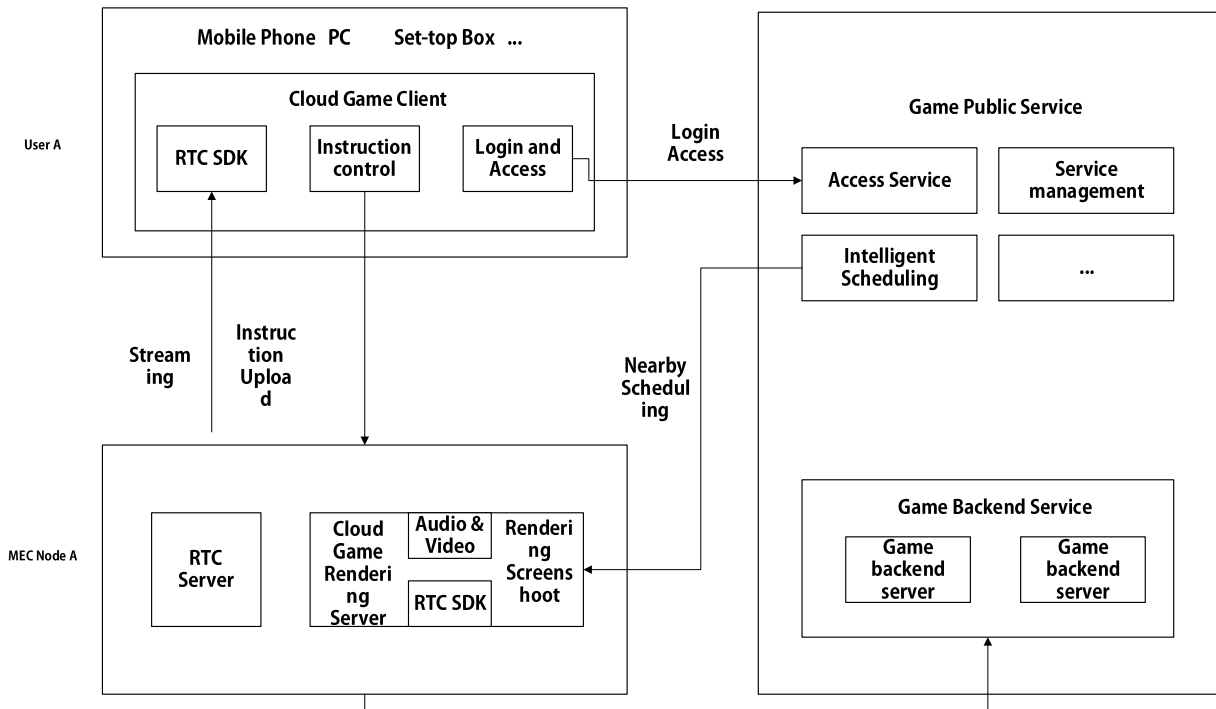 Mobile Phone PC Set-top Box ...
Cloud Game Client
User A
RTC SDK
Instruction
control
Login and
Access
Login
Access
Game Public Service
Access Service
Service
management
Intelligent
Scheduling
...
Stream
ing
Instruc
tion
Uploa
d
Nearby
Schedul
ing
MEC Node A
RTC
Server
Cloud
Game
Renderi
ng
Server
Audio &
Video
RTC SDK
Renderi
ng
Screens
hoot
Game Backend Service
Game
backend
server
Game
backend
server